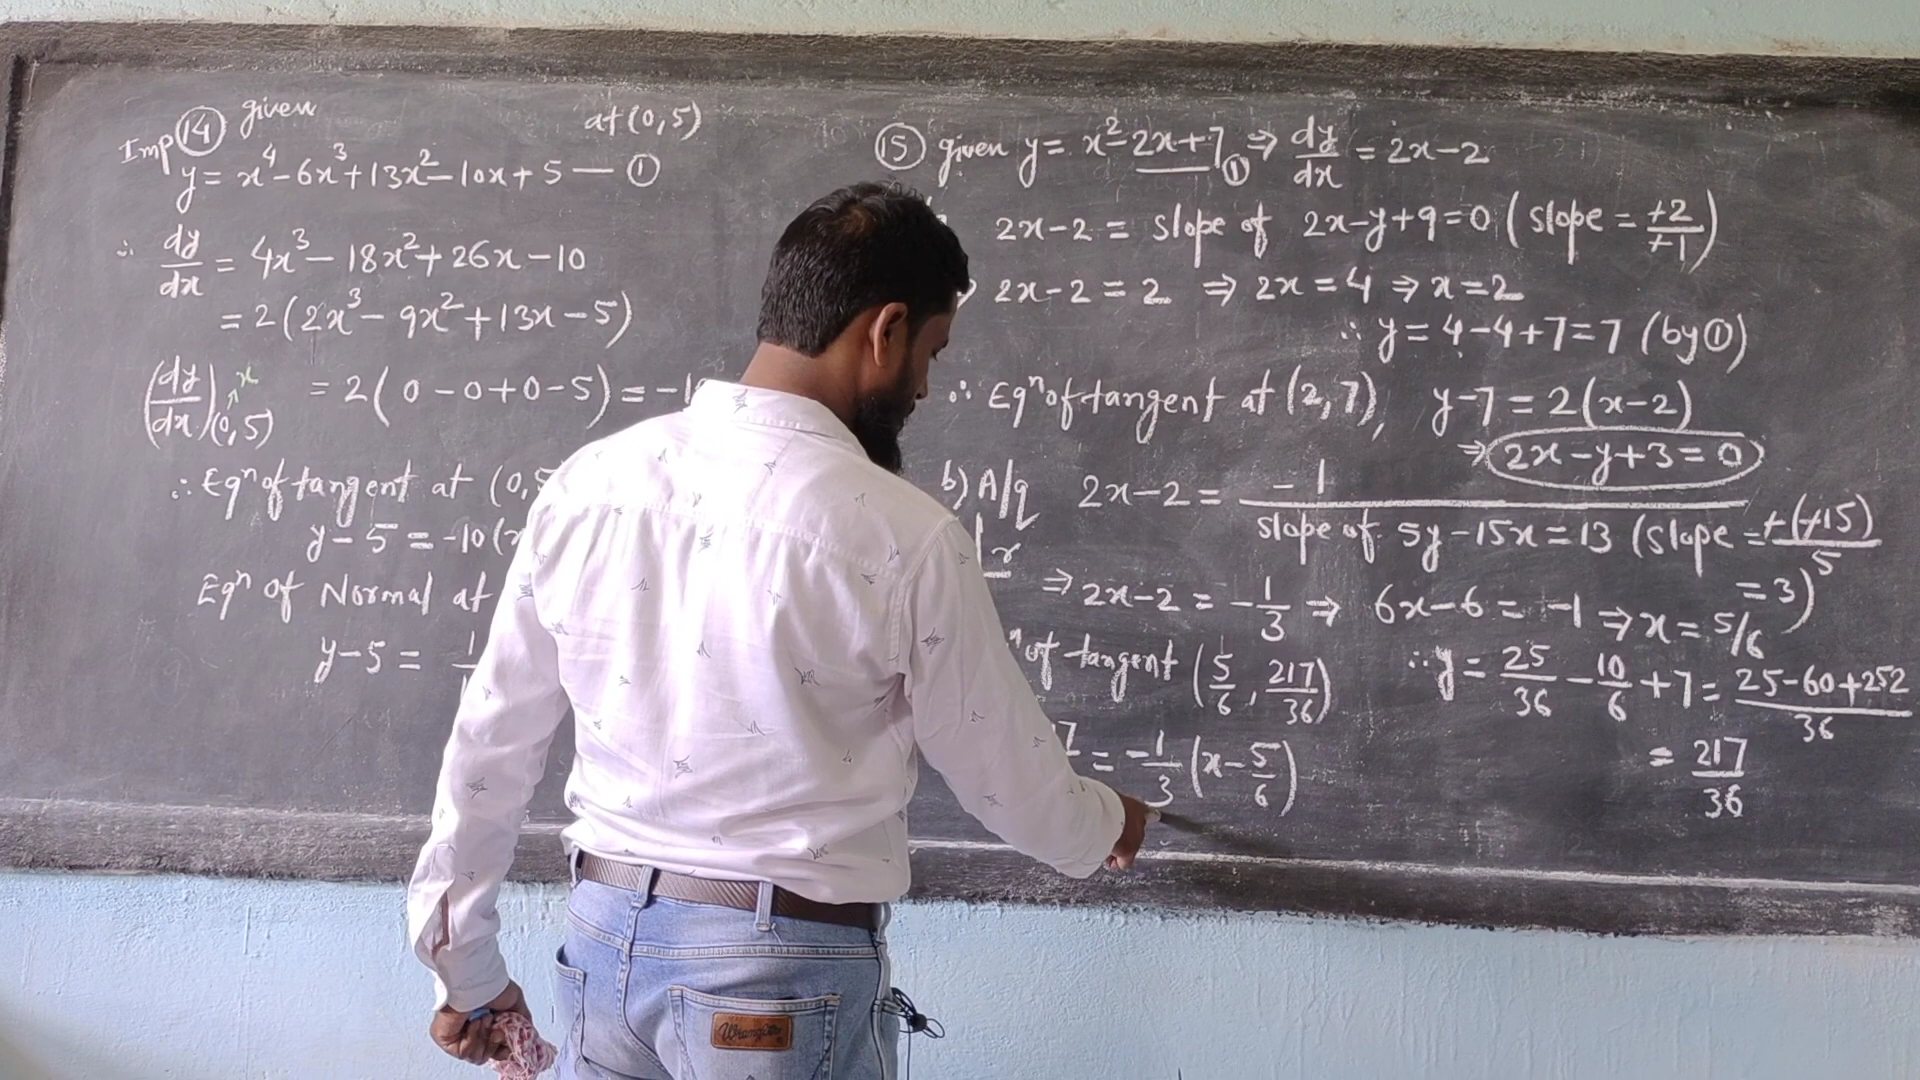 Imp (14) given at (0,5)
y = x⁴ - 6x³ + 13x² - 10x + 5 — ①
∴ dy/dx = 4x³ - 18x² + 26x - 10
= 2(2x³ - 9x² + 13x - 5)
(dy/dx)(0,5) x = 2(0 - 0 + 0 - 5) = -1
∴ Eqⁿ of tangent at (0,5
y - 5 = -10(x
Eqⁿ of Normal at
y - 5 = 1
(15) given y = x² - 2x + 7 ① ⇒ dy/dx = 2x - 2
2x - 2 = slope of 2x - y + 9 = 0 (slope = +2/+1)
⇒ 2x - 2 = 2 ⇒ 2x = 4 ⇒ x = 2
∴ y = 4 - 4 + 7 = 7 (by ①)
∴ Eqⁿ of tangent at (2,7), y - 7 = 2(x - 2)
⇒ 2x - y + 3 = 0
b) A/q 2x - 2 = -1/slope of 5y - 15x = 13 (slope = +(+15)/5
= 3)
⇒ 2x - 2 = -1/3 ⇒ 6x - 6 = -1 ⇒ x = 5/6
ⁿ of tangent (5/6, 217/36) ∴ y = 25/36 - 10/6 + 7 = 25-60+252/36
7 = -1/3 (x - 5/6) = 217/36
Wrangler